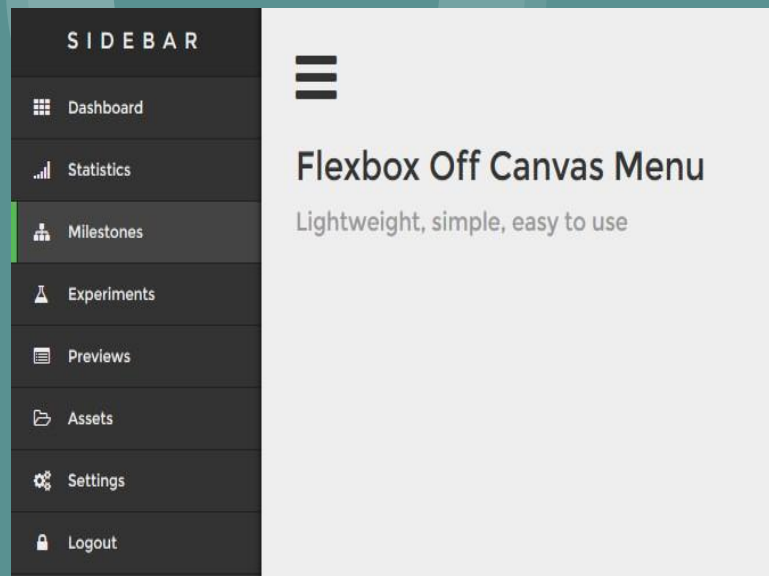 SIDEBAR
Dashboard
Statistics
Milestones
Experiments
Previews
Assets
Settings
Logout
Flexbox Off Canvas Menu
Lightweight, simple, easy to use